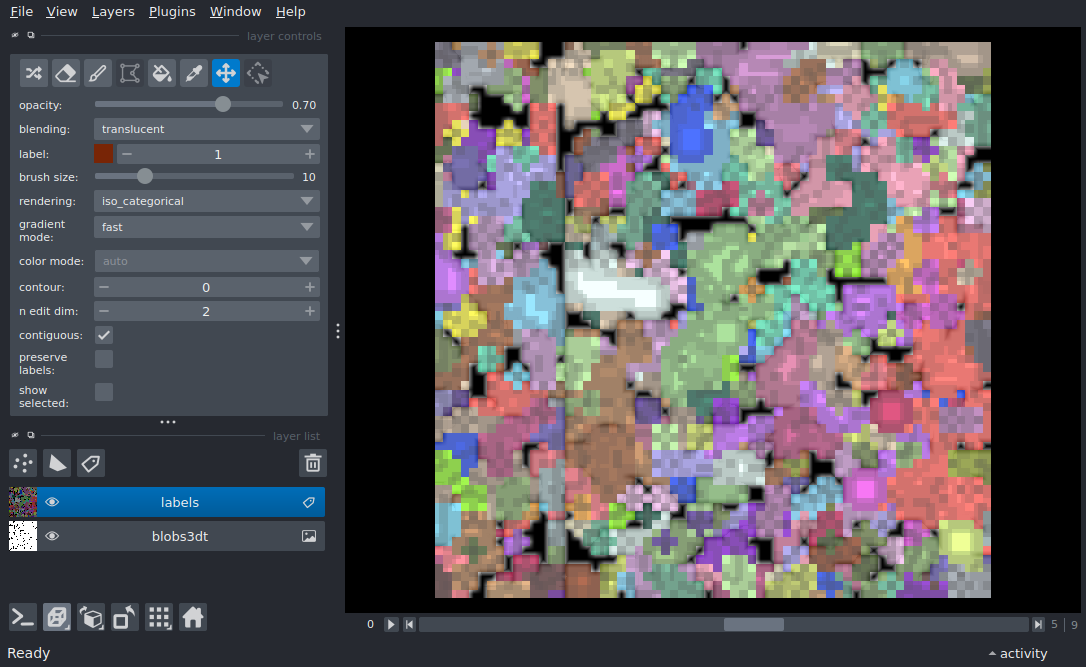 File View Layers Plugins Window Help
layer controls
opacity: 0.70
blending: translucent
label: 1
brush size: 10
rendering: iso_categorical
gradient
mode: fast
color mode: auto
contour: 0
n edit dim: 2
contiguous:
preserve
labels:
show
selected:
layer list
labels
blobs3dt
0 5 9
Ready activity